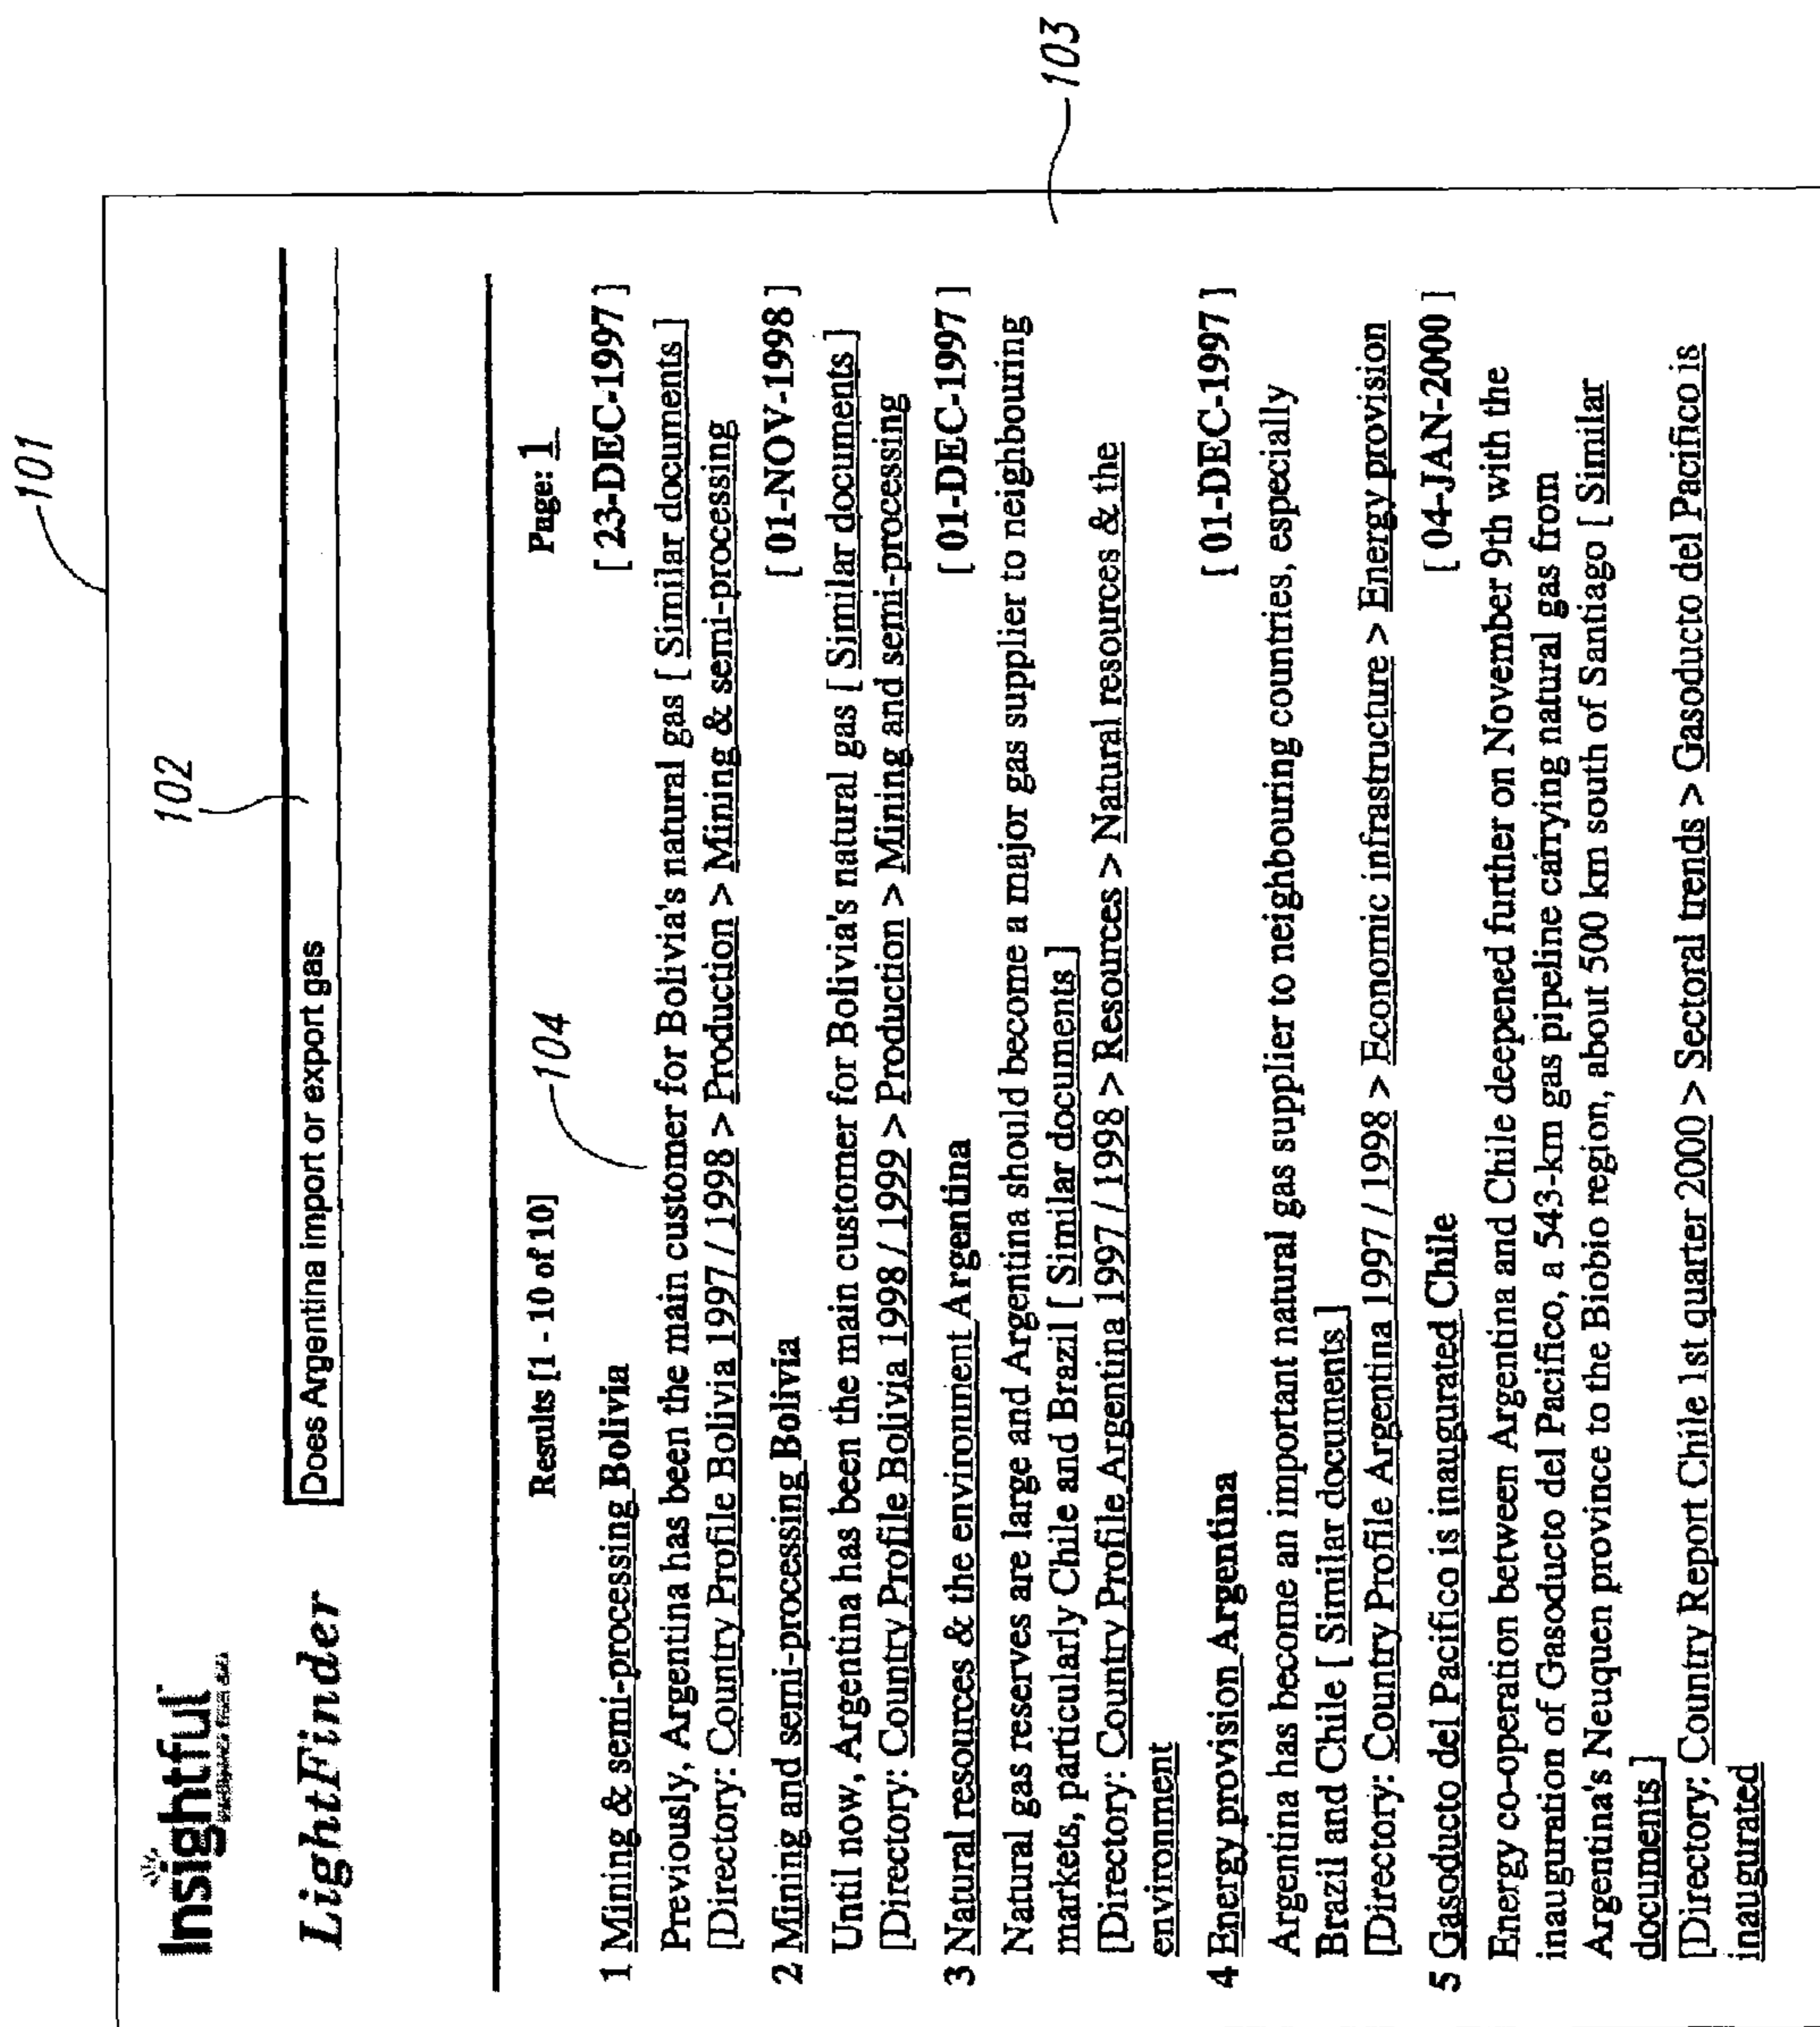 101
Insightful
intelligence from data
102
LightFinder
Does Argentina import or export gas
Results [1 - 10 of 10] Page: 1
104
1 Mining & semi-processing Bolivia [ 23-DEC-1997 ]
Previously, Argentina has been the main customer for Bolivia's natural gas [ Similar documents ]
[Directory: Country Profile Bolivia 1997 / 1998 > Production > Mining & semi-processing
2 Mining and semi-processing Bolivia [ 01-NOV-1998 ]
Until now, Argentina has been the main customer for Bolivia's natural gas [ Similar documents ]
[Directory: Country Profile Bolivia 1998 / 1999 > Production > Mining and semi-processing
3 Natural resources & the environment Argentina [ 01-DEC-1997 ]
Natural gas reserves are large and Argentina should become a major gas supplier to neighbouring
markets, particularly Chile and Brazil [ Similar documents ]
[Directory: Country Profile Argentina 1997 / 1998 > Resources > Natural resources & the
environment
103
4 Energy provision Argentina [ 01-DEC-1997 ]
Argentina has become an important natural gas supplier to neighbouring countries, especially
Brazil and Chile [ Similar documents ]
[Directory: Country Profile Argentina 1997 / 1998 > Economic infrastructure > Energy provision
5 Gasoducto del Pacifico is inaugurated Chile [ 04-JAN-2000 ]
Energy co-operation between Argentina and Chile deepened further on November 9th with the
inauguration of Gasoducto del Pacifico, a 543-km gas pipeline carrying natural gas from
Argentina's Neuquen province to the Biobio region, about 500 km south of Santiago [ Similar
documents ]
[Directory: Country Report Chile 1st quarter 2000 > Sectoral trends > Gasoducto del Pacifico is
inaugurated